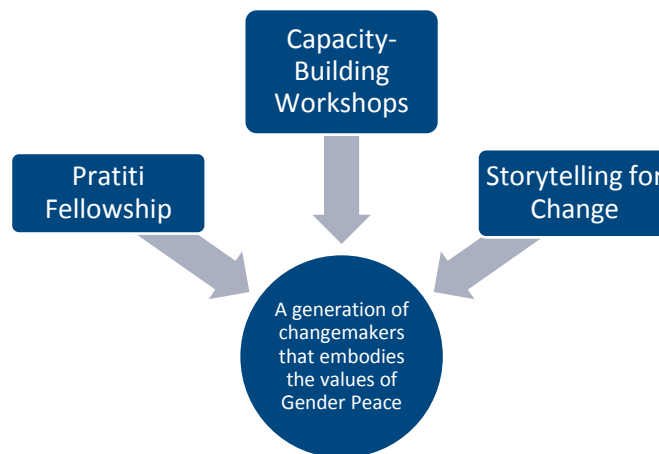 Capacity-
Building
Workshops
Pratiti
Fellowship
Storytelling for
Change
A generation of
changemakers
that embodies
the values of
Gender Peace